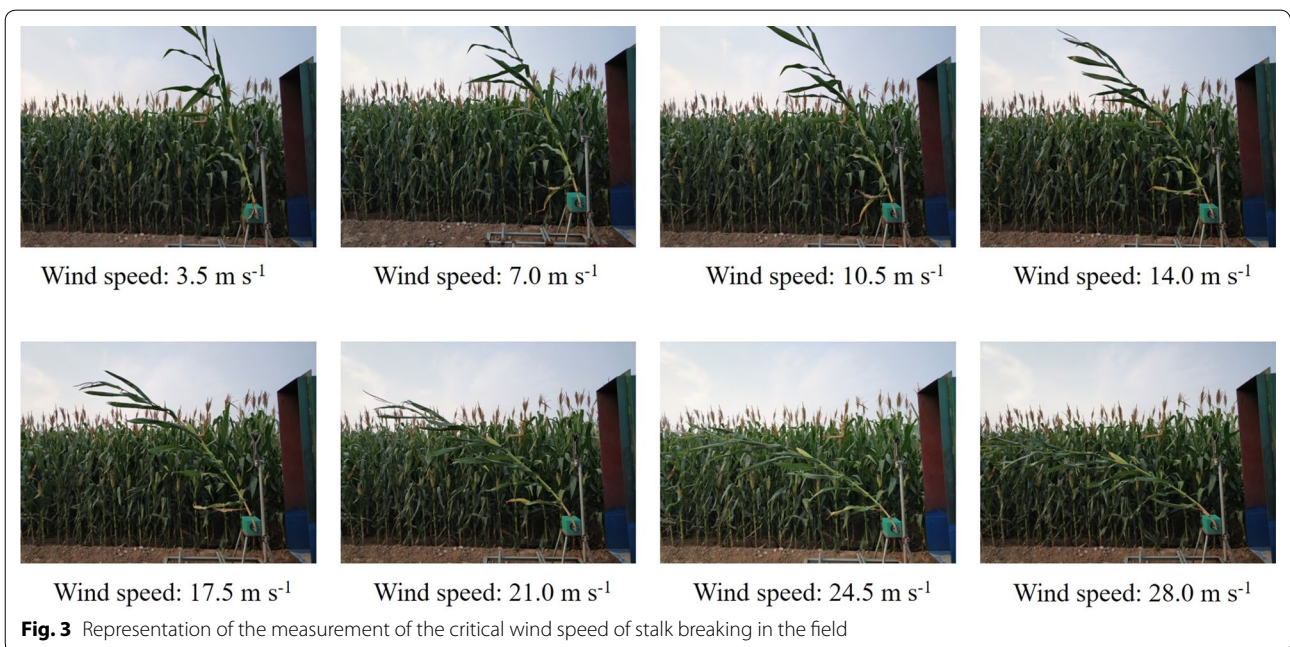 Wind speed: 3.5 m s-1
Wind speed: 7.0 m s-1
Wind speed: 10.5 m s-1
Wind speed: 14.0 m s-1
Wind speed: 17.5 m s-1
Wind speed: 21.0 m s-1
Wind speed: 24.5 m s-1
Wind speed: 28.0 m s-1
Fig. 3 Representation of the measurement of the critical wind speed of stalk breaking in the field